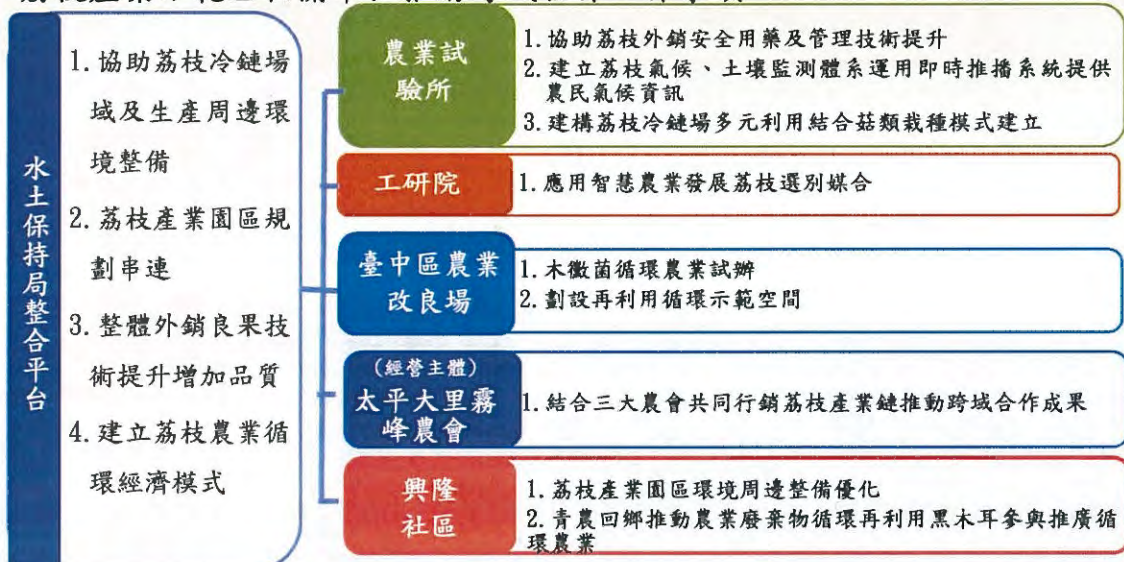 水土保持局整合平台
1. 協助荔枝冷鏈場
域及生產周邊環
境整備
2. 荔枝產業園區規
劃串連
3. 整體外銷良果技
術提升增加品質
4. 建立荔枝農業循
環經濟模式
農業試
驗所
1. 協助荔枝外銷安全用藥及管理技術提升
2. 建立荔枝氣候、土壤監測體系運用即時推播系統提供
農民氣候資訊
3. 建構荔枝冷鏈場多元利用結合菇類栽種模式建立
工研院
1. 應用智慧農業發展荔枝選別媒合
臺中區農業
改良場
1. 木黴菌循環農業試辦
2. 劃設再利用循環示範空間
(經營主體)
太平大里霧
峰農會
1. 結合三大農會共同行銷荔枝產業鏈推動跨域合作成果
興隆
社區
1. 荔枝產業園區環境周邊整備優化
2. 青農回鄉推動農業廢棄物循環再利用黑木耳參與推廣循
環農業